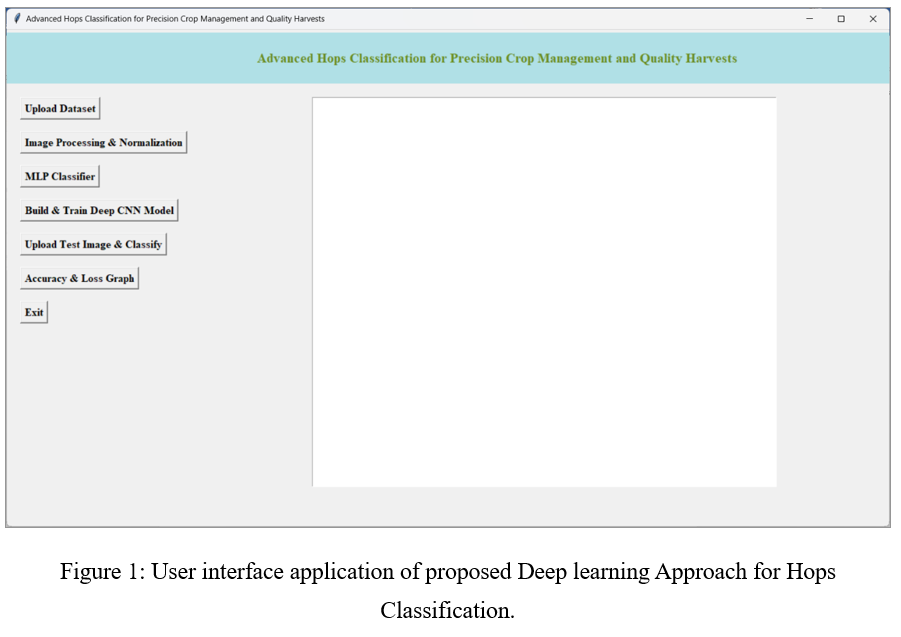 Advanced Hops Classification for Precision Crop Management and Quality Harvests
Advanced Hops Classification for Precision Crop Management and Quality Harvests
Upload Dataset
Image Processing & Normalization
MLP Classifier
Build & Train Deep CNN Model
Upload Test Image & Classify
Accuracy & Loss Graph
Exit
Figure 1: User interface application of proposed Deep learning Approach for Hops
Classification.